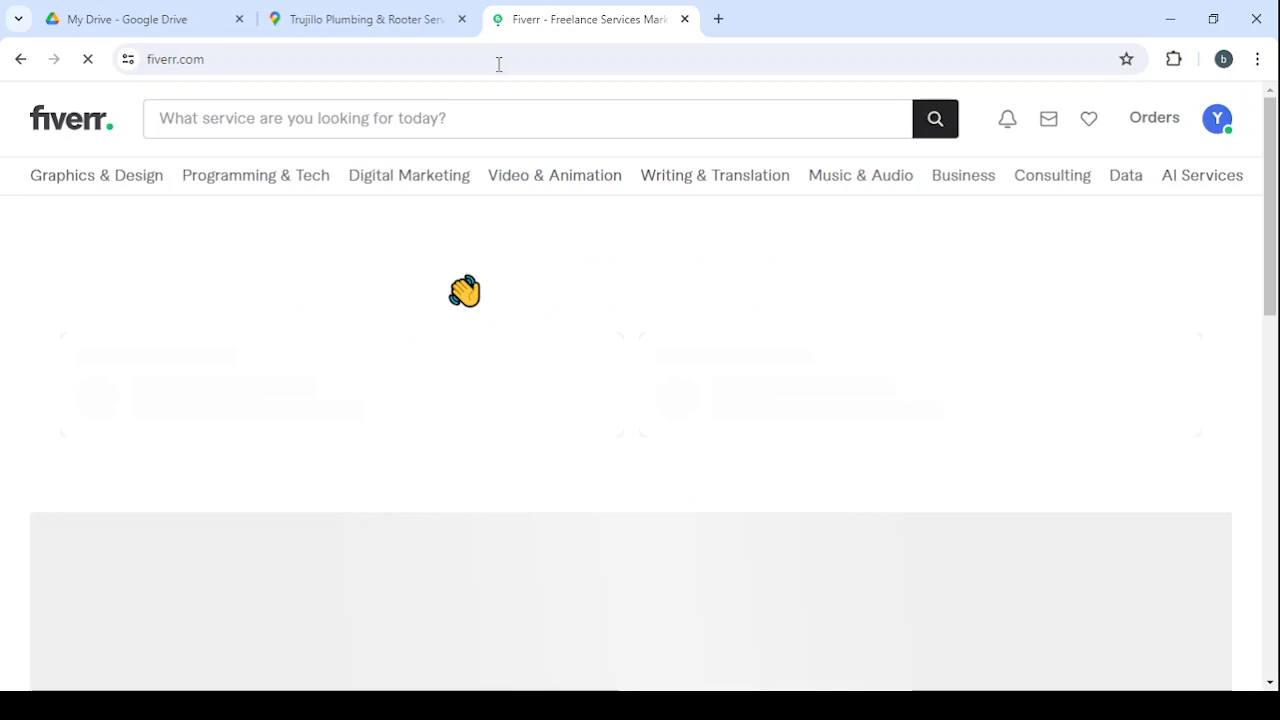 My Drive - Google Drive
Trujillo Plumbing & Rooter Serv
Fiverr - Freelance Services Mark
fiverr.com
b
fiverr.
What service are you looking for today?
Orders
Y
Graphics & Design
Programming & Tech
Digital Marketing
Video & Animation
Writing & Translation
Music & Audio
Business
Consulting
Data
AI Services